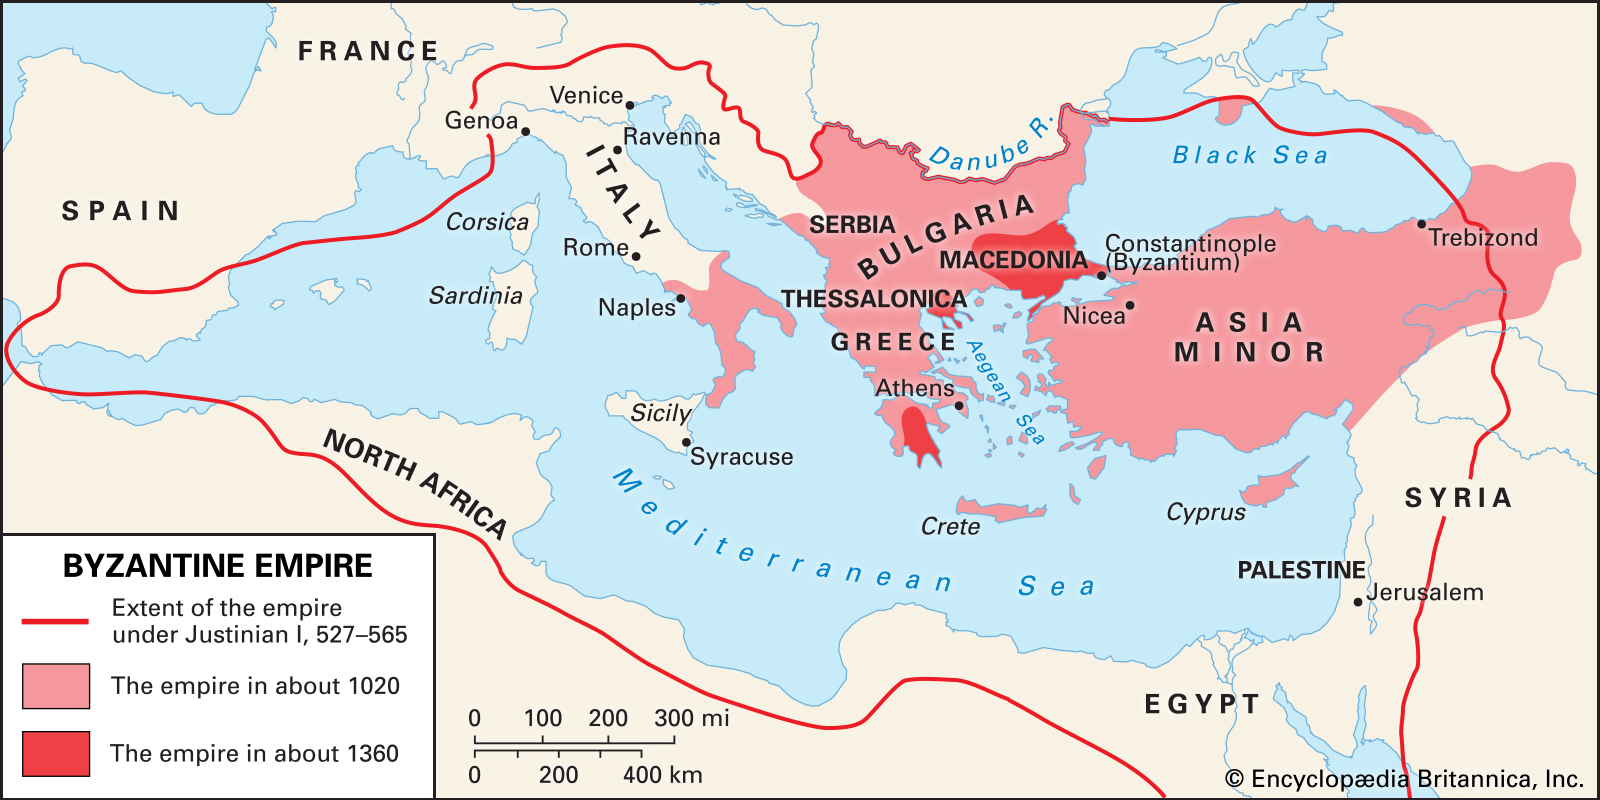 FRANCE
Venice
Genoa
Ravenna
ITALY
Danube R.
Black Sea
SPAIN
Corsica
SERBIA
BULGARIA
Rome
MACEDONIA
Constantinople
(Byzantium)
Trebizond
Sardinia
Naples
THESSALONICA
Nicea
ASIA
MINOR
GREECE
Aegean Sea
Athens
Sicily
Syracuse
NORTH AFRICA
Mediterranean Sea
Crete
Cyprus
SYRIA
PALESTINE
Jerusalem
EGYPT
BYZANTINE EMPIRE
Extent of the empire
under Justinian I, 527–565
The empire in about 1020
The empire in about 1360
0 100 200 300 mi
0 200 400 km
© Encyclopædia Britannica, Inc.